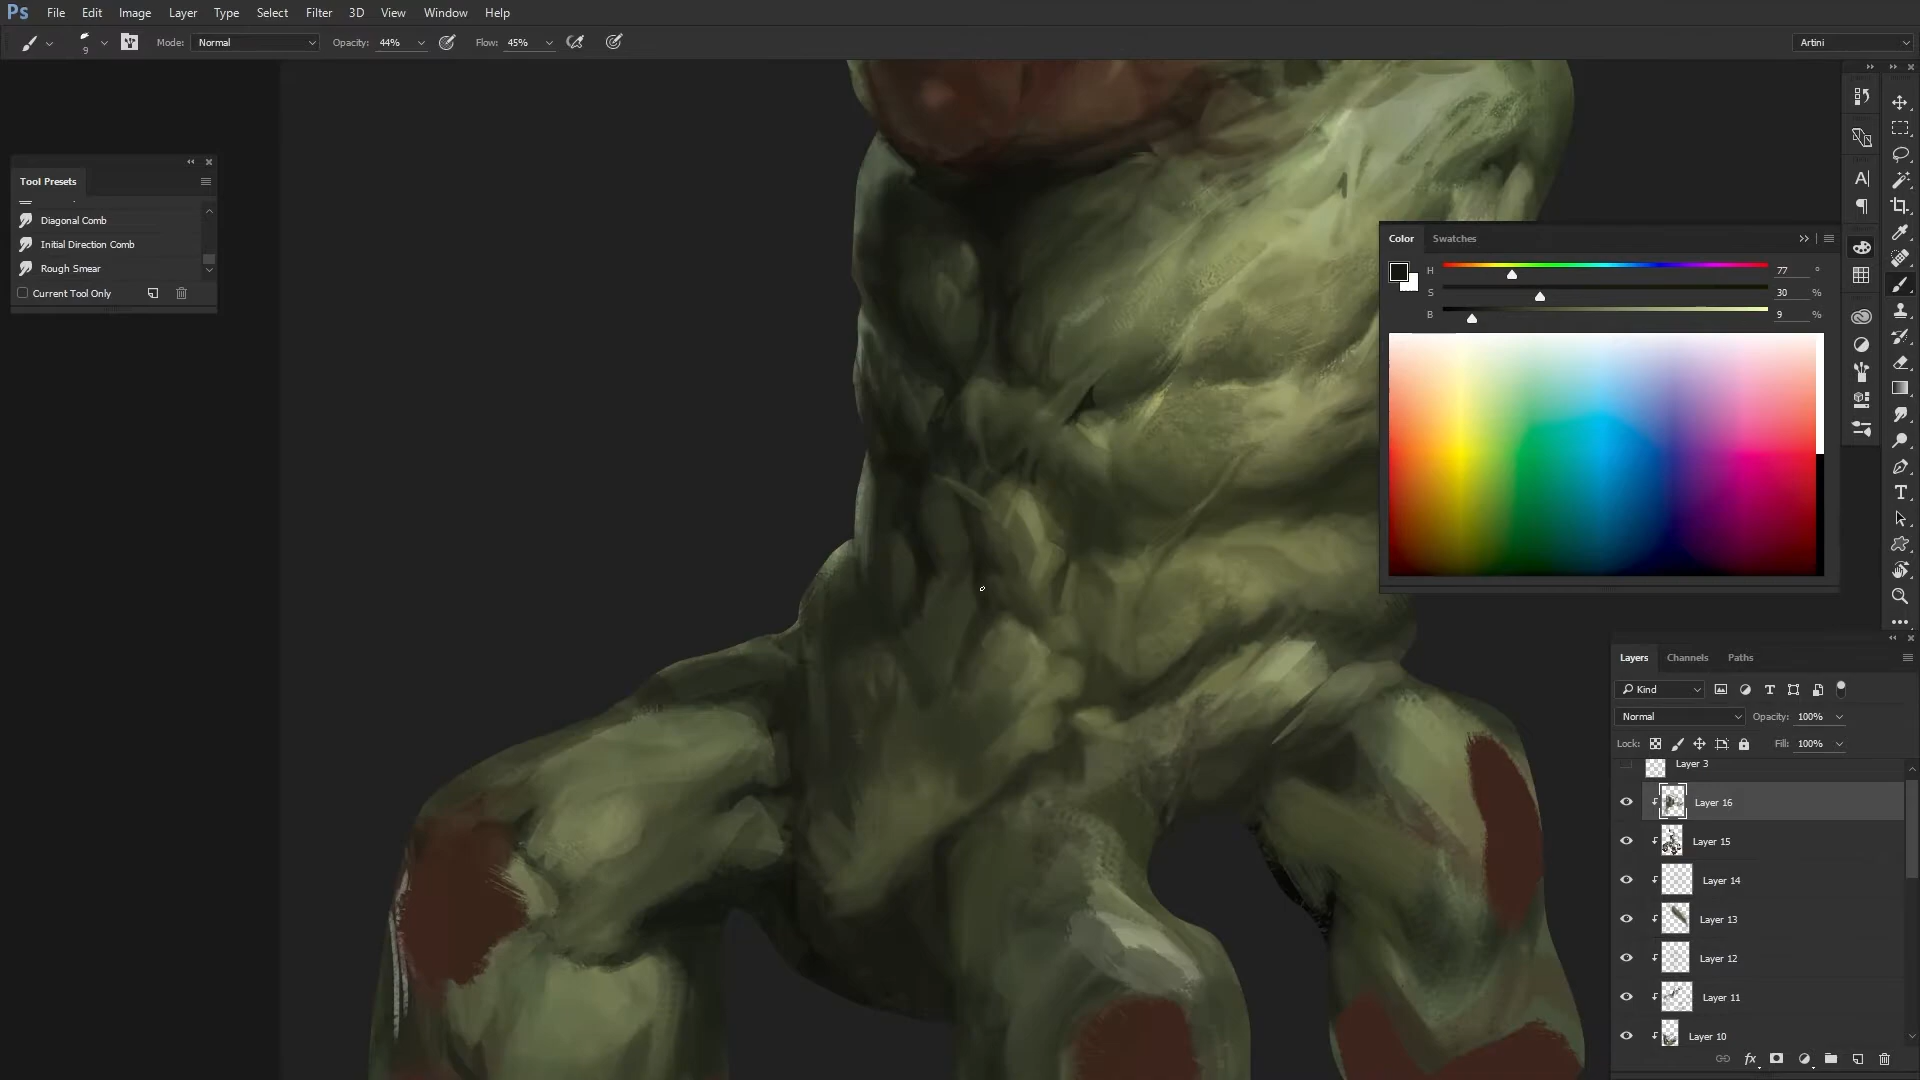 Ps File Edit Image Layer Type Select Filter 3D View Window Help
9 Mode: Normal Opacity: 44% Flow: 45% Artini
Tool Presets
Diagonal Comb
Initial Direction Comb
Rough Smear
Current Tool Only
Color Swatches
H 77 °
S 30 %
B 9 %
Layers Channels Paths
Kind
Normal Opacity: 100%
Lock: Fill: 100%
Layer 3
Layer 16
Layer 15
Layer 14
Layer 13
Layer 12
Layer 11
Layer 10
fx